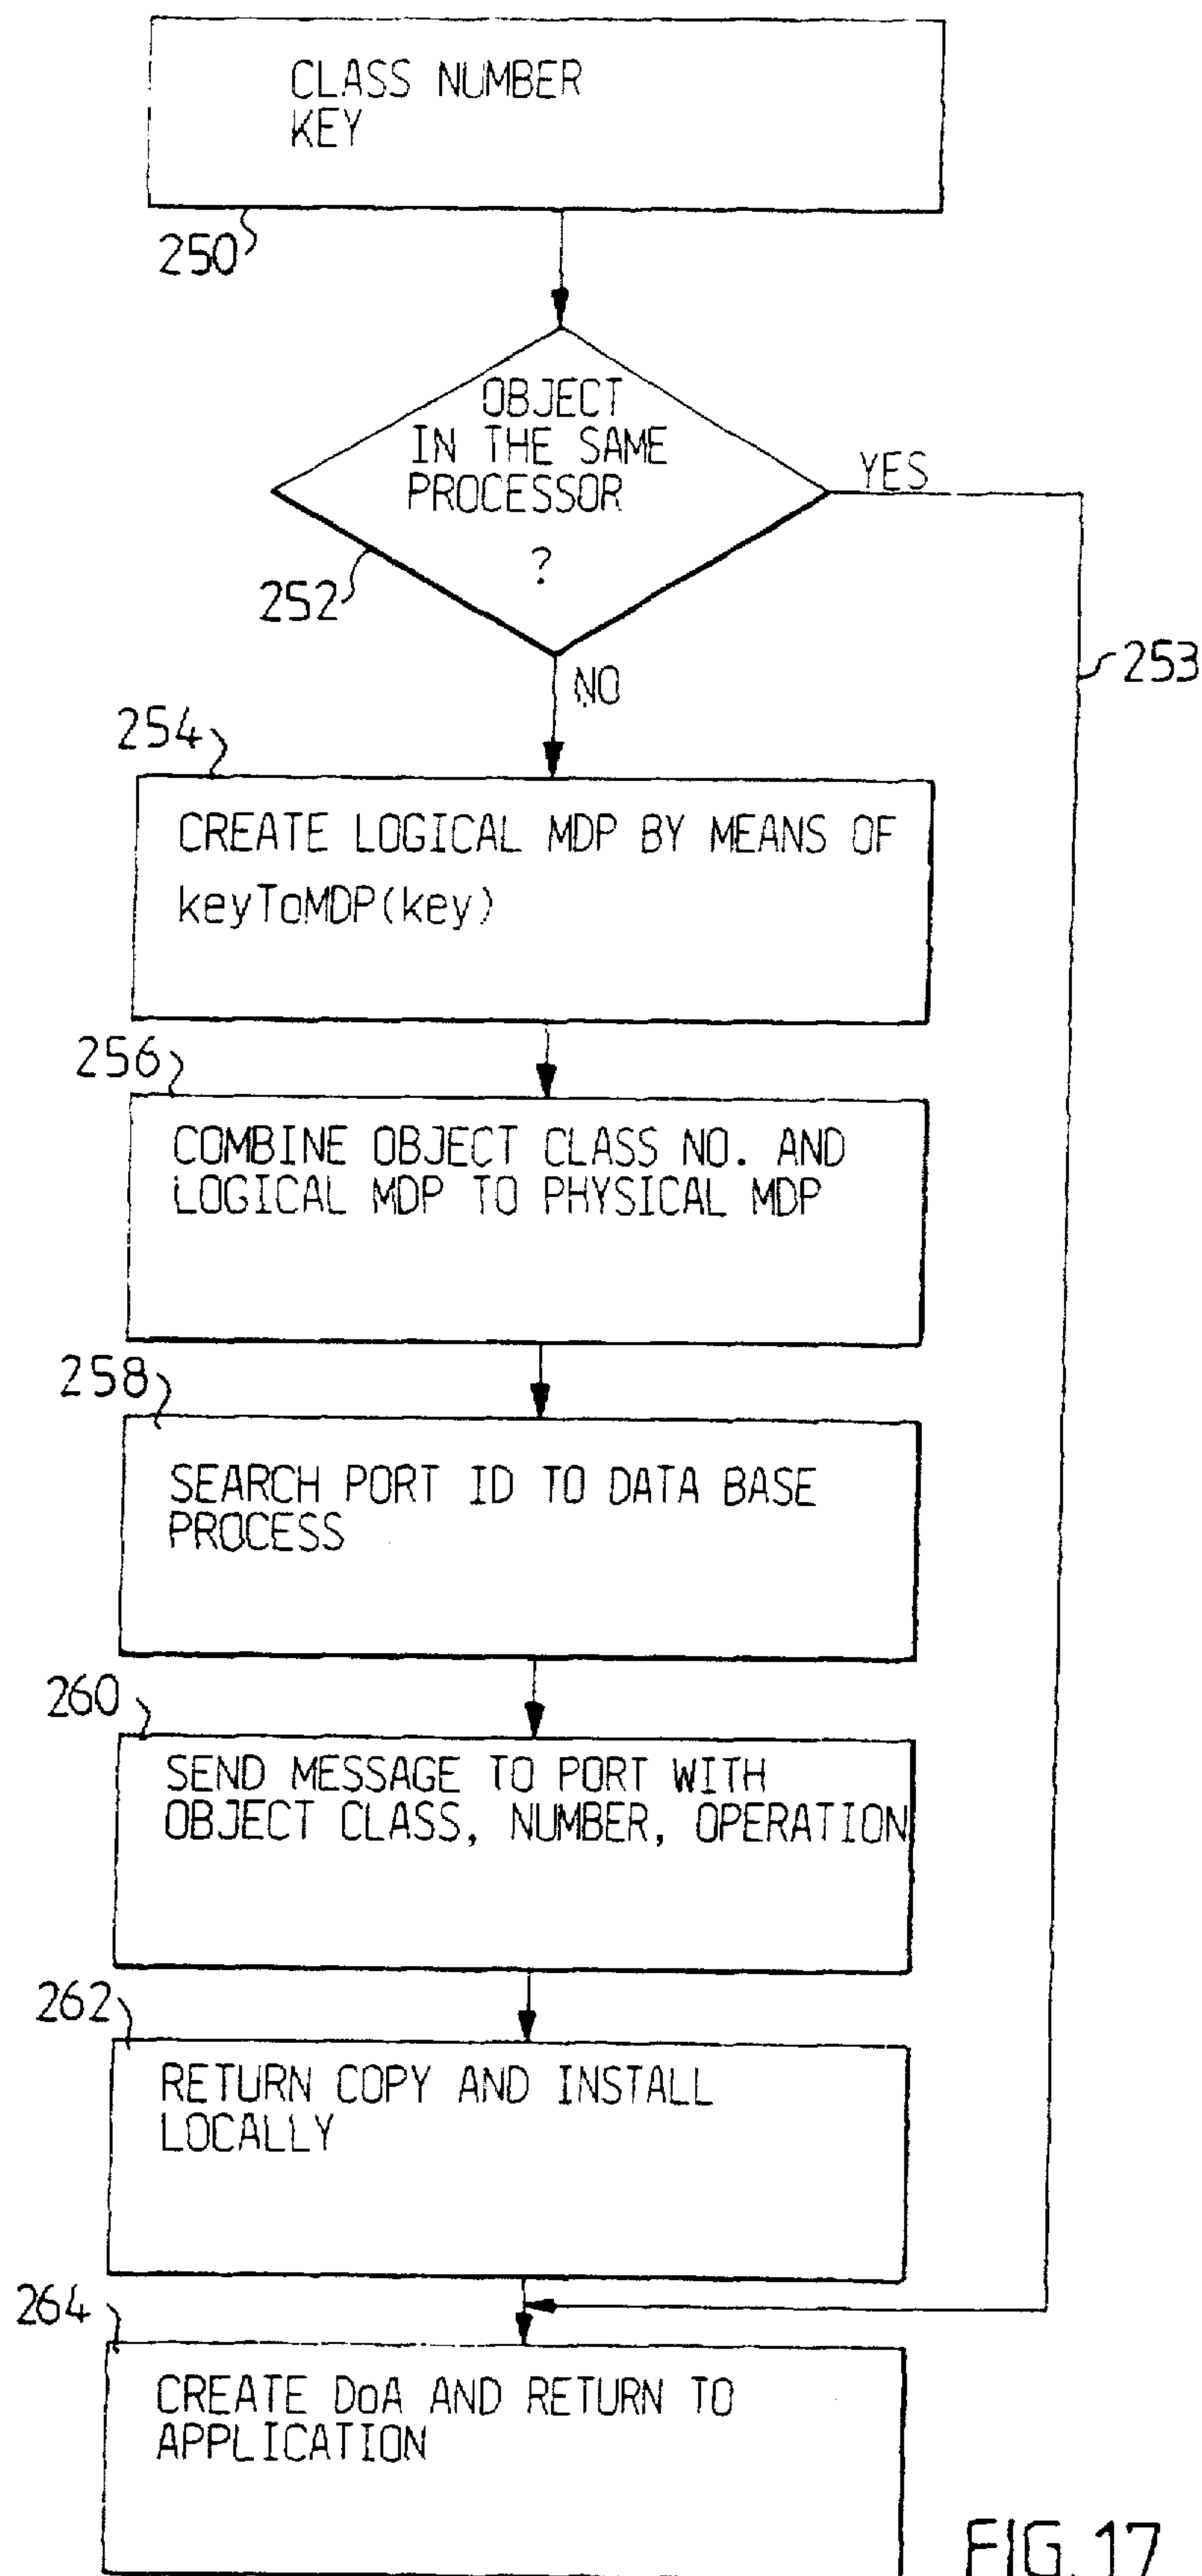 CLASS NUMBER
KEY
250
OBJECT
IN THE SAME
PROCESSOR
?
YES
252
253
NO
254
CREATE LOGICAL MDP BY MEANS OF
keyToMDP(key)
256
COMBINE OBJECT CLASS NO. AND
LOGICAL MDP TO PHYSICAL MDP
258
SEARCH PORT ID TO DATA BASE
PROCESS
260
SEND MESSAGE TO PORT WITH
OBJECT CLASS, NUMBER, OPERATION
262
RETURN COPY AND INSTALL
LOCALLY
264
CREATE DoA AND RETURN TO
APPLICATION
FIG. 17